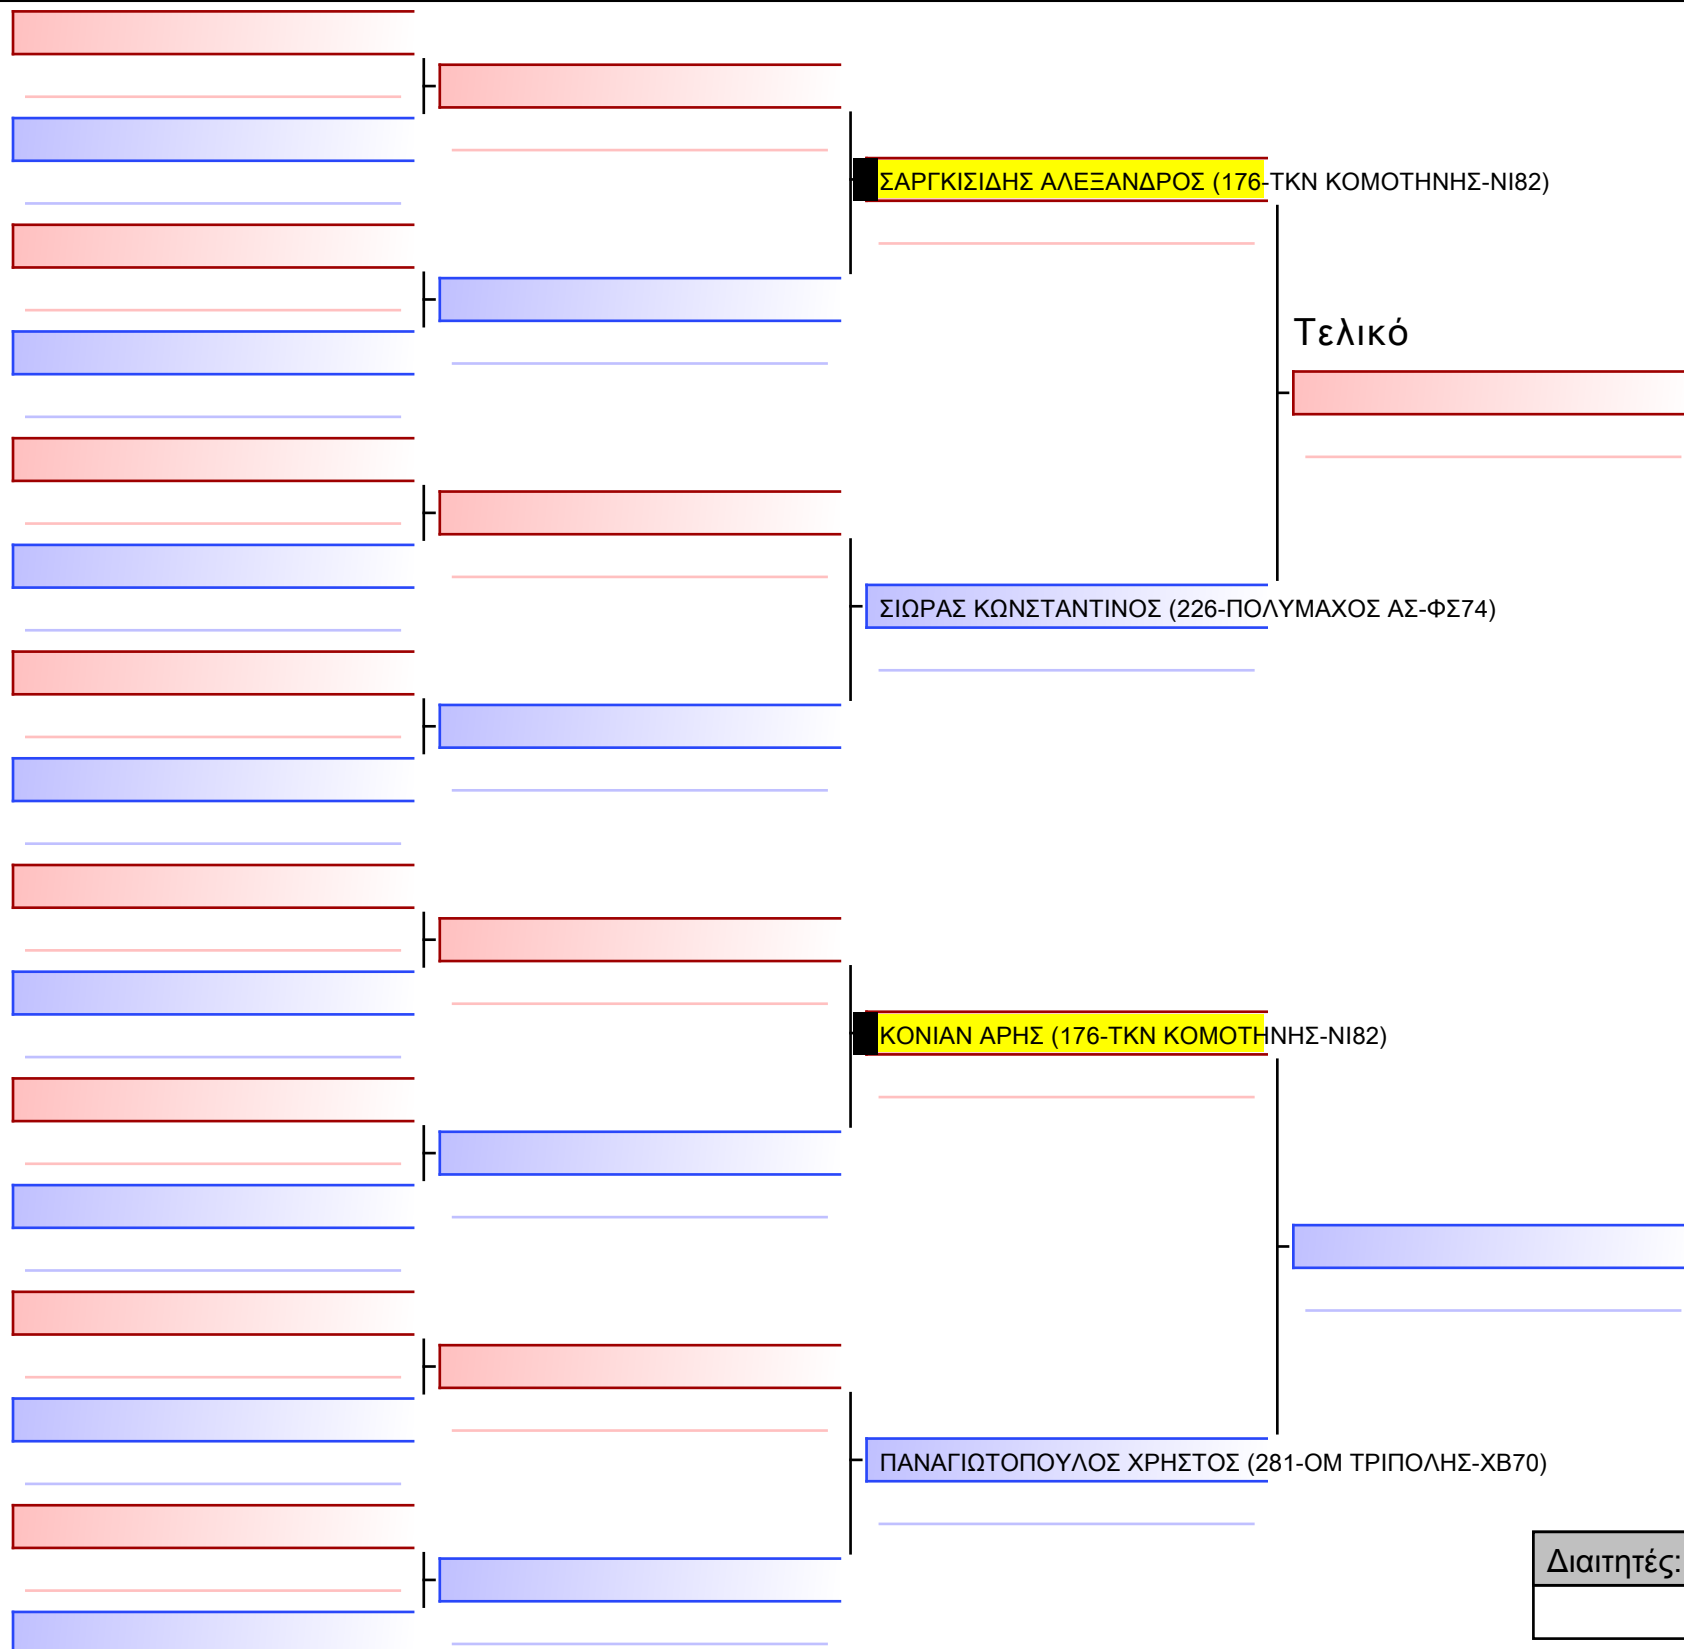 ΣΑΡΓΚΙΣΙΔΗΣ ΑΛΕΞΑΝΔΡΟΣ (176-ΤΚΝ ΚΟΜΟΤΗΝΗΣ-ΝΙ82)
Τελικό
ΣΙΩΡΑΣ ΚΩΝΣΤΑΝΤΙΝΟΣ (226-ΠΟΛΥΜΑΧΟΣ ΑΣ-ΦΣ74)
ΚΟΝΙΑΝ ΑΡΗΣ (176-ΤΚΝ ΚΟΜΟΤΗΝΗΣ-ΝΙ82)
ΠΑΝΑΓΙΩΤΟΠΟΥΛΟΣ ΧΡΗΣΤΟΣ (281-ΟΜ ΤΡΙΠΟΛΗΣ-ΧΒ70)
Διαιτητές: